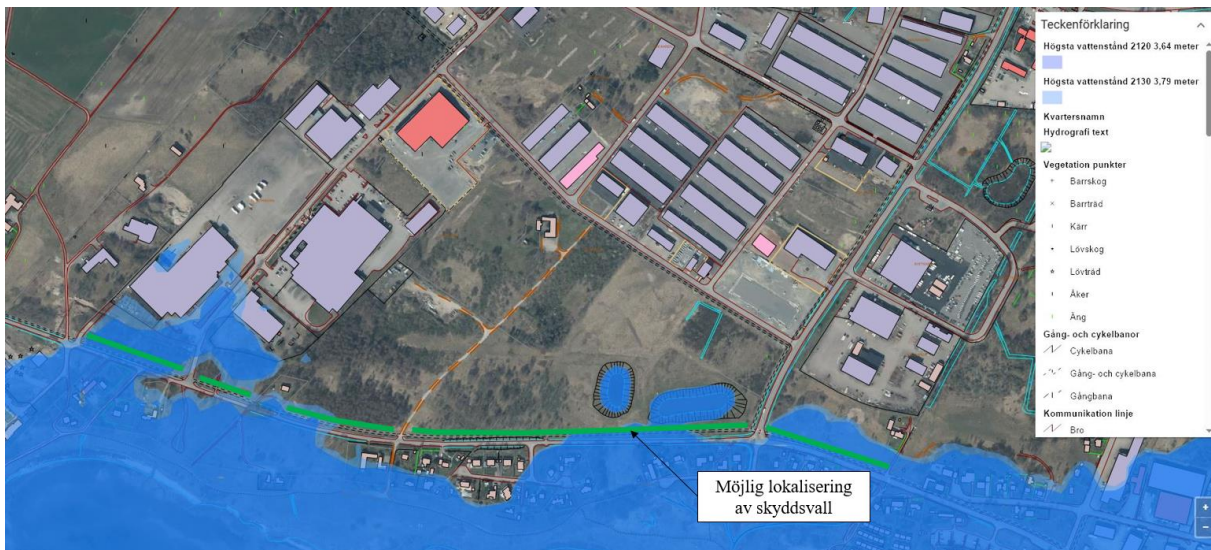 Teckenförklaring
Högsta vattenstånd 2120 3,64 meter
Högsta vattenstånd 2130 3,79 meter
Kvartersnamn
Hydrografi text
Vegetation punkter
Barrskog
Barrträd
Kärr
Lövskog
Lövträd
Åker
Äng
Gång- och cykelbanor
Cykelbana
Gång- och cykelbana
Gångbana
Kommunikation linje
Bro
Möjlig lokalisering
av skyddsvall